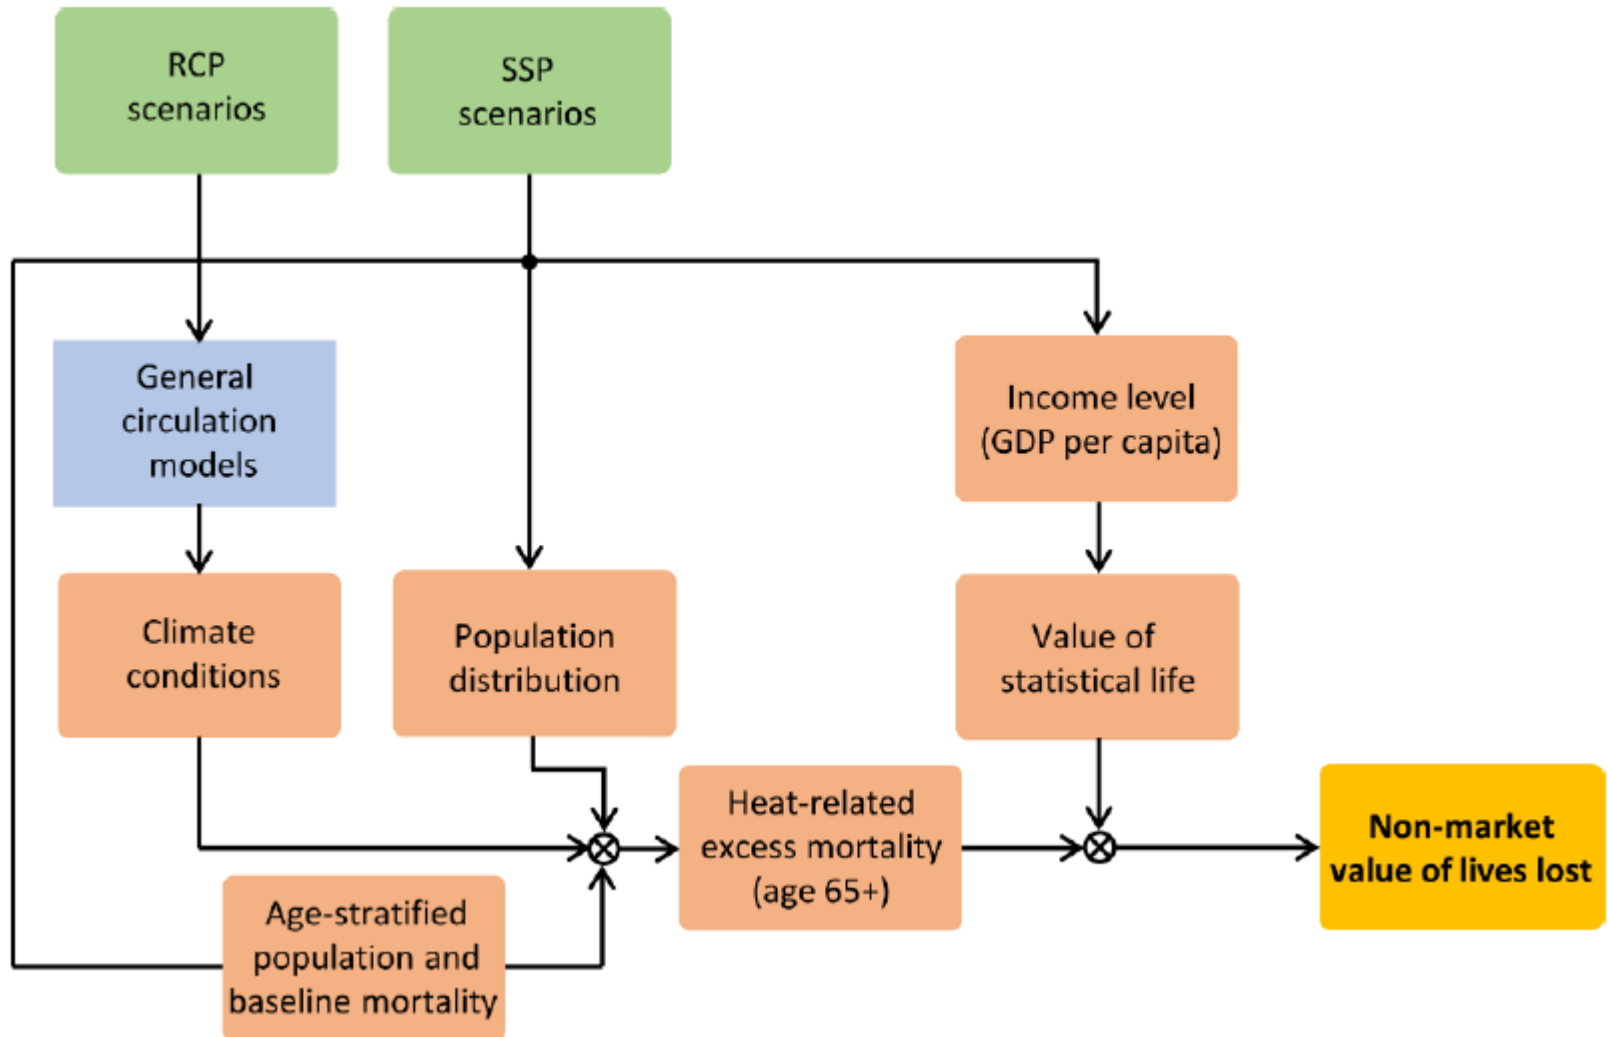 RCP
scenarios
SSP
scenarios
General
circulation
models
Income level
(GDP per capita)
Climate
conditions
Population
distribution
Value of
statistical life
Heat-related
excess mortality
(age 65+)
Non-market
value of lives lost
Age-stratified
population and
baseline mortality